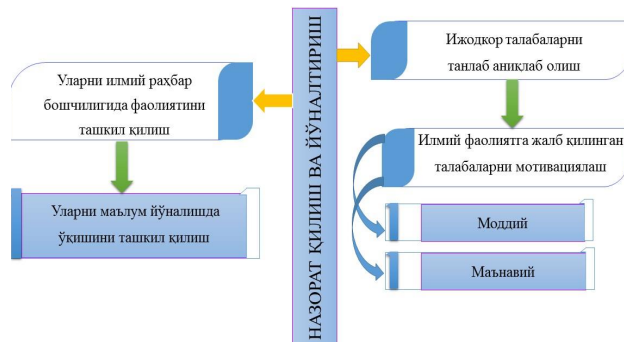 Уларни илмий раҳбар
бошчилигида фаолиятини
ташкил қилиш
Уларни маълум йўналишда
ўқишини ташкил қилиш
НАЗОРАТ ҚИЛИШ ВА ЙЎНАЛТИРИШ
Ижодкор талабаларни
танлаб аниқлаб олиш
Илмий фаолиятга жалб қилинган
талабаларни мотивациялаш
Моддий
Маънавий